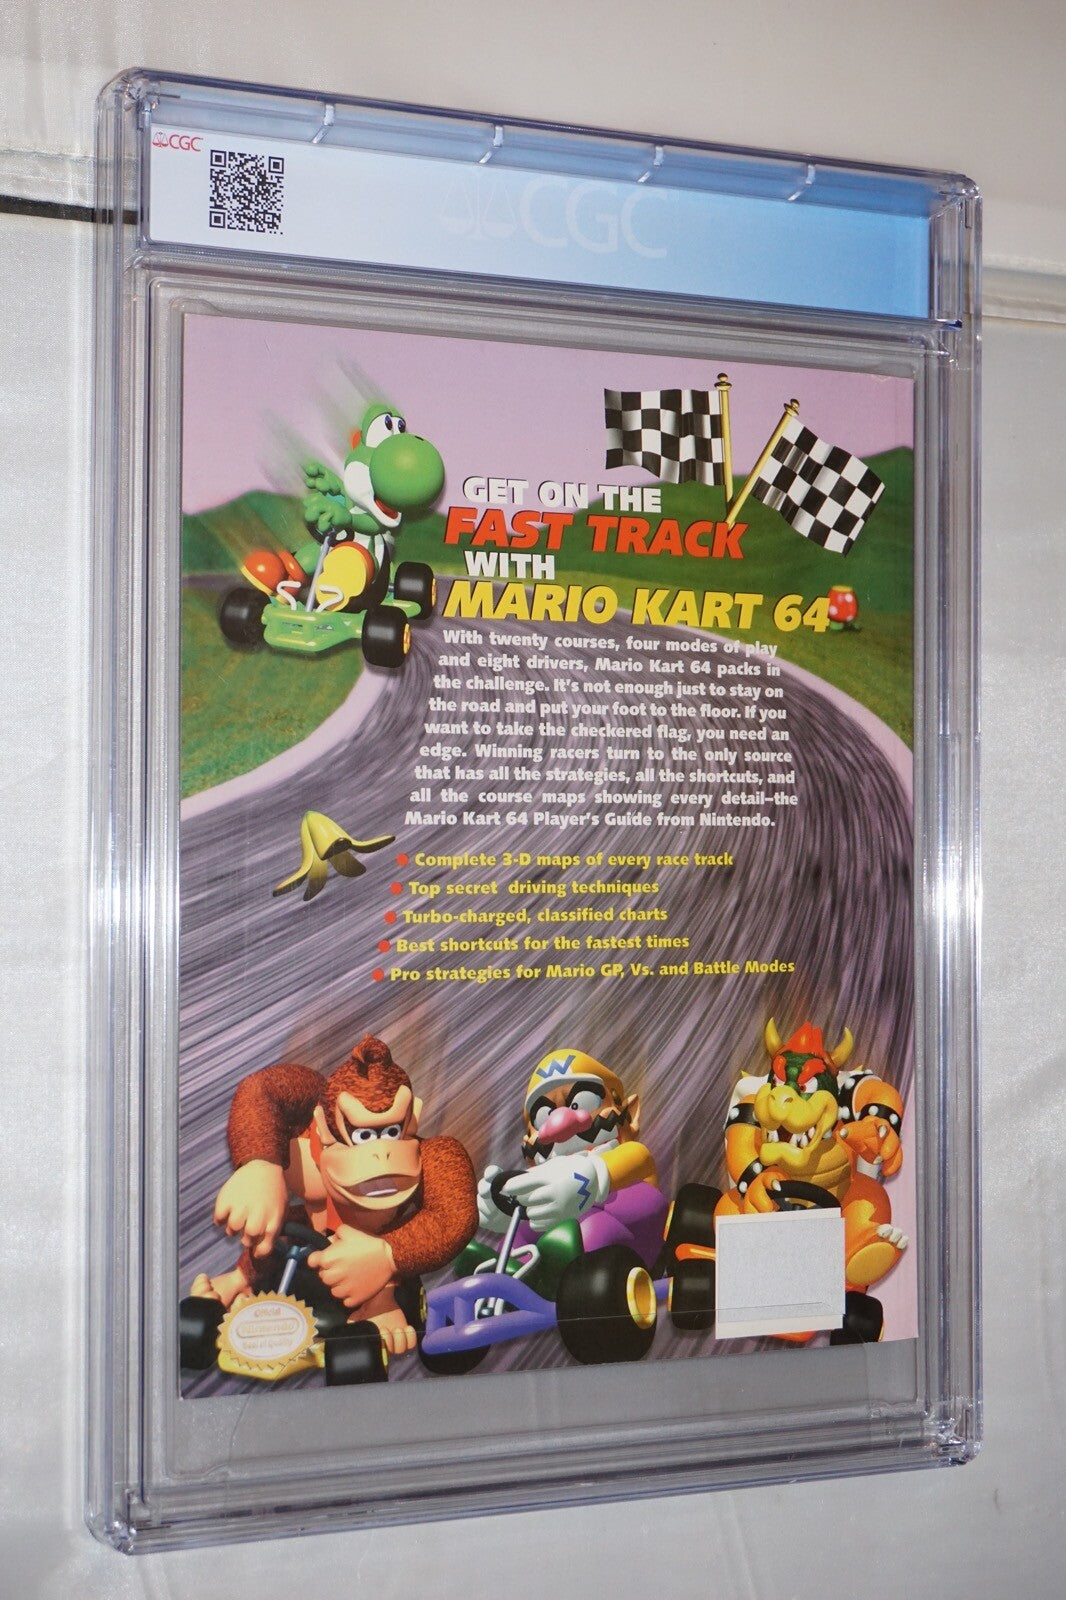 CGC
CGC
GET ON THE
FAST TRACK
WITH
MARIO KART 64
With twenty courses, four modes of play
and eight drivers, Mario Kart 64 packs in
the challenge. It's not enough just to stay on
the road and put your foot to the floor. If you
want to take the checkered flag, you need an
edge. Winning racers turn to the only source
that has all the strategies, all the shortcuts, and
all the course maps showing every detail–the
Mario Kart 64 Player's Guide from Nintendo.
Complete 3-D maps of every race track
Top secret driving techniques
Turbo-charged, classified charts
Best shortcuts for the fastest times
Pro strategies for Mario GP, Vs. and Battle Modes
W
W
Nintendo